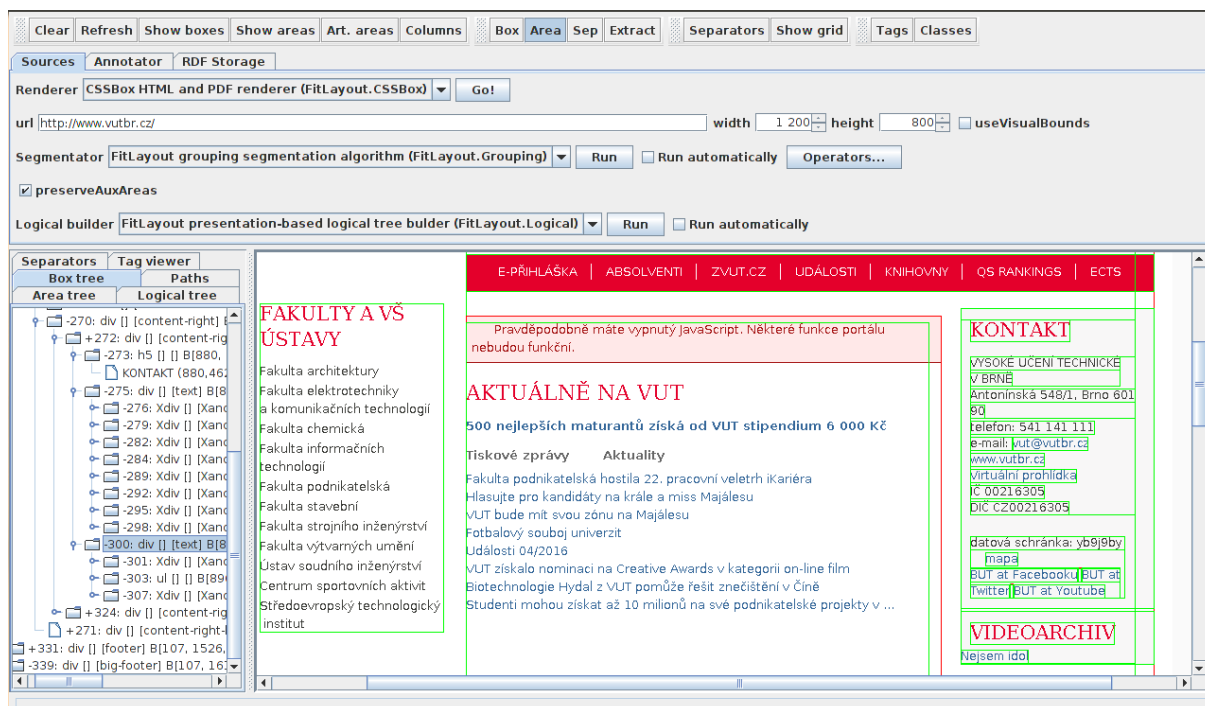 Clear Refresh Show boxes Show areas Art. areas Columns Box Area Sep Extract Separators Show grid Tags Classes
Sources Annotator RDF Storage
Renderer CSSBox HTML and PDF renderer (FitLayout.CSSBox) Go!
url http://www.vutbr.cz/ width 1 200 height 800 useVisualBounds
Segmentator FitLayout grouping segmentation algorithm (FitLayout.Grouping) Run Run automatically Operators...
preserveAuxAreas
Logical builder FitLayout presentation-based logical tree bulder (FitLayout.Logical) Run Run automatically
Separators Tag viewer
Box tree Paths
Area tree Logical tree
-270: div [] [content-right] B
+272: div [] [content-rig
-273: h5 [] [] B[880,
KONTAKT (880,462
-275: div [] [text] B[8
-276: Xdiv [] [Xano
-279: Xdiv [] [Xano
-282: Xdiv [] [Xano
-284: Xdiv [] [Xano
-289: Xdiv [] [Xano
-292: Xdiv [] [Xano
-295: Xdiv [] [Xano
-298: Xdiv [] [Xano
-300: div [] [text] B[8
-301: Xdiv [] [Xano
-303: ul [] [] B[890
-307: Xdiv [] [Xano
+324: div [] [content-rig
+271: div [] [content-right-l
+331: div [] [footer] B[107, 1526,
-339: div [] [big-footer] B[107, 161
E-PŘIHLÁŠKA ABSOLVENTI ZVUT.CZ UDÁLOSTI KNIHOVNY QS RANKINGS ECTS
FAKULTY A VŠ
ÚSTAVY
Fakulta architektury
Fakulta elektrotechniky
a komunikačních technologií
Fakulta chemická
Fakulta informačních
technologií
Fakulta podnikatelská
Fakulta stavební
Fakulta strojního inženýrství
Fakulta výtvarných umění
Ústav soudního inženýrství
Centrum sportovních aktivit
Středoevropský technologický
institut
Pravděpodobně máte vypnutý JavaScript. Některé funkce portálu
nebudou funkční.
AKTUÁLNĚ NA VUT
500 nejlepších maturantů získá od VUT stipendium 6 000 Kč
Tiskové zprávy Aktuality
Fakulta podnikatelská hostila 22. pracovní veletrh iKariéra
Hlasujte pro kandidáty na krále a miss Majálesu
VUT bude mít svou zónu na Majálesu
Fotbalový souboj univerzit
Události 04/2016
VUT získalo nominaci na Creative Awards v kategorii on-line film
Biotechnologie Hydal z VUT pomůže řešit znečištění v Číně
Studenti mohou získat až 10 milionů na své podnikatelské projekty v ...
KONTAKT
VYSOKÉ UČENÍ TECHNICKÉ
V BRNĚ
Antonínská 548/1, Brno 601
90
telefon: 541 141 111
e-mail: vut@vutbr.cz
www.vutbr.cz
Virtuální prohlídka
IČ 00216305
DIČ CZ00216305
datová schránka: yb9j9by
mapa
BUT at Facebooku BUT at
Twitter BUT at Youtube
VIDEOARCHIV
Nejsem idol